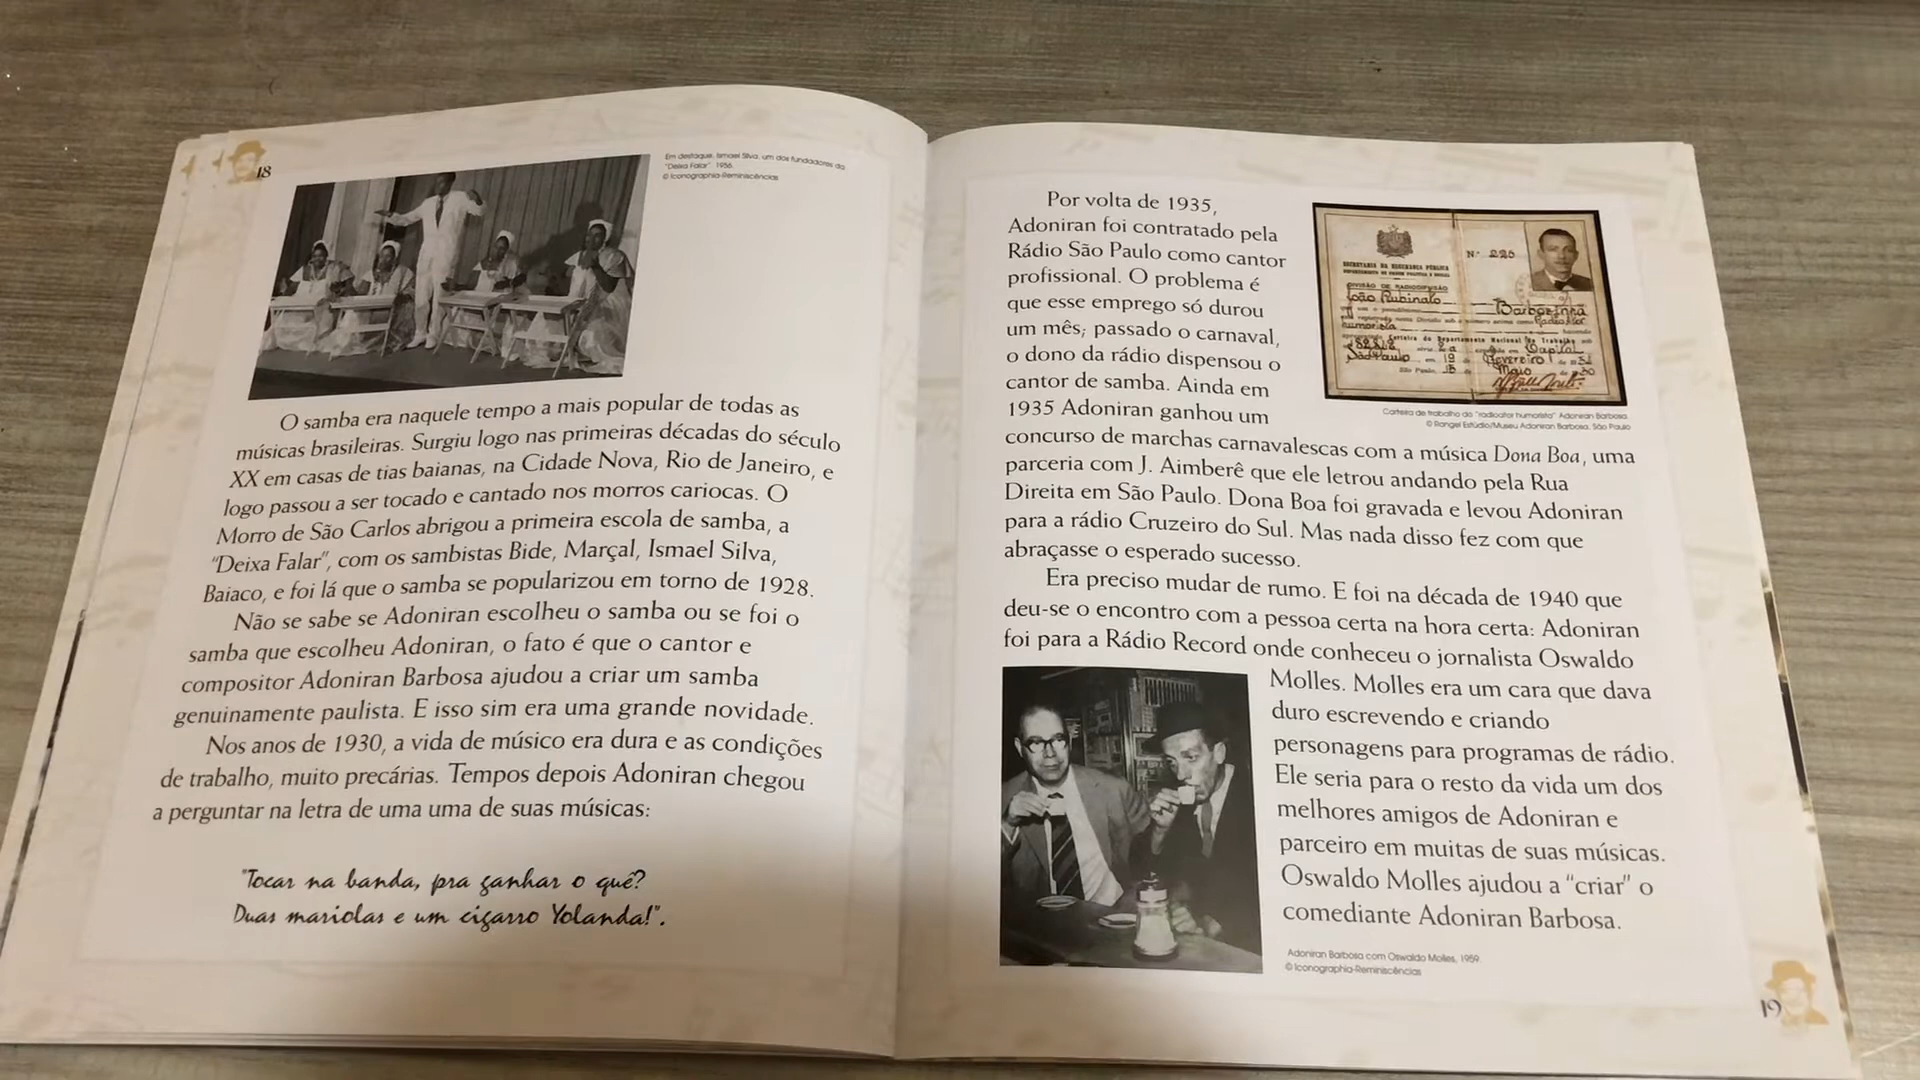 18
Em destaque, Ismael Silva, um dos fundadores da
"Deixa Falar" 1956.
© Iconographia-Reminiscências
O samba era naquele tempo a mais popular de todas as
músicas brasileiras. Surgiu logo nas primeiras décadas do século
XX em casas de tias baianas, na Cidade Nova, Rio de Janeiro, e
logo passou a ser tocado e cantado nos morros cariocas. O
Morro de São Carlos abrigou a primeira escola de samba, a
"Deixa Falar", com os sambistas Bide, Marçal, Ismael Silva,
Baiaco, e foi lá que o samba se popularizou em torno de 1928.
Não se sabe se Adoniran escolheu o samba ou se foi o
samba que escolheu Adoniran, o fato é que o cantor e
compositor Adoniran Barbosa ajudou a criar um samba
genuinamente paulista. E isso sim era uma grande novidade.
Nos anos de 1930, a vida de músico era dura e as condições
de trabalho, muito precárias. Tempos depois Adoniran chegou
a perguntar na letra de uma uma de suas músicas:
"Tocar na banda, pra ganhar o quê?
Duas mariolas e um cigarro Yolanda!".
Por volta de 1935,
Adoniran foi contratado pela
Rádio São Paulo como cantor
profissional. O problema é
que esse emprego só durou
um mês; passado o carnaval,
o dono da rádio dispensou o
cantor de samba. Ainda em
1935 Adoniran ganhou um
concurso de marchas carnavalescas com a música Dona Boa, uma
parceria com J. Aimberê que ele letrou andando pela Rua
Direita em São Paulo. Dona Boa foi gravada e levou Adoniran
para a rádio Cruzeiro do Sul. Mas nada disso fez com que
abraçasse o esperado sucesso.
Era preciso mudar de rumo. E foi na década de 1940 que
deu-se o encontro com a pessoa certa na hora certa: Adoniran
foi para a Rádio Record onde conheceu o jornalista Oswaldo
Molles. Molles era um cara que dava
duro escrevendo e criando
personagens para programas de rádio.
Ele seria para o resto da vida um dos
melhores amigos de Adoniran e
parceiro em muitas de suas músicas.
Oswaldo Molles ajudou a "criar" o
comediante Adoniran Barbosa.
SECRETARIA DA SEGURANÇA PÚBLICA
DIVISÃO DE RADIODIFUSÃO
João Rubinato
humorista
São Paulo
N.º 226
Barbosinha
Capital
Maio
Carteira de trabalho do "radioator humorista" Adoniran Barbosa.
© Rangel Estúdio/Museu Adoniran Barbosa. São Paulo
Adoniran Barbosa com Oswaldo Molles, 1959.
© Iconographia-Reminiscências
19